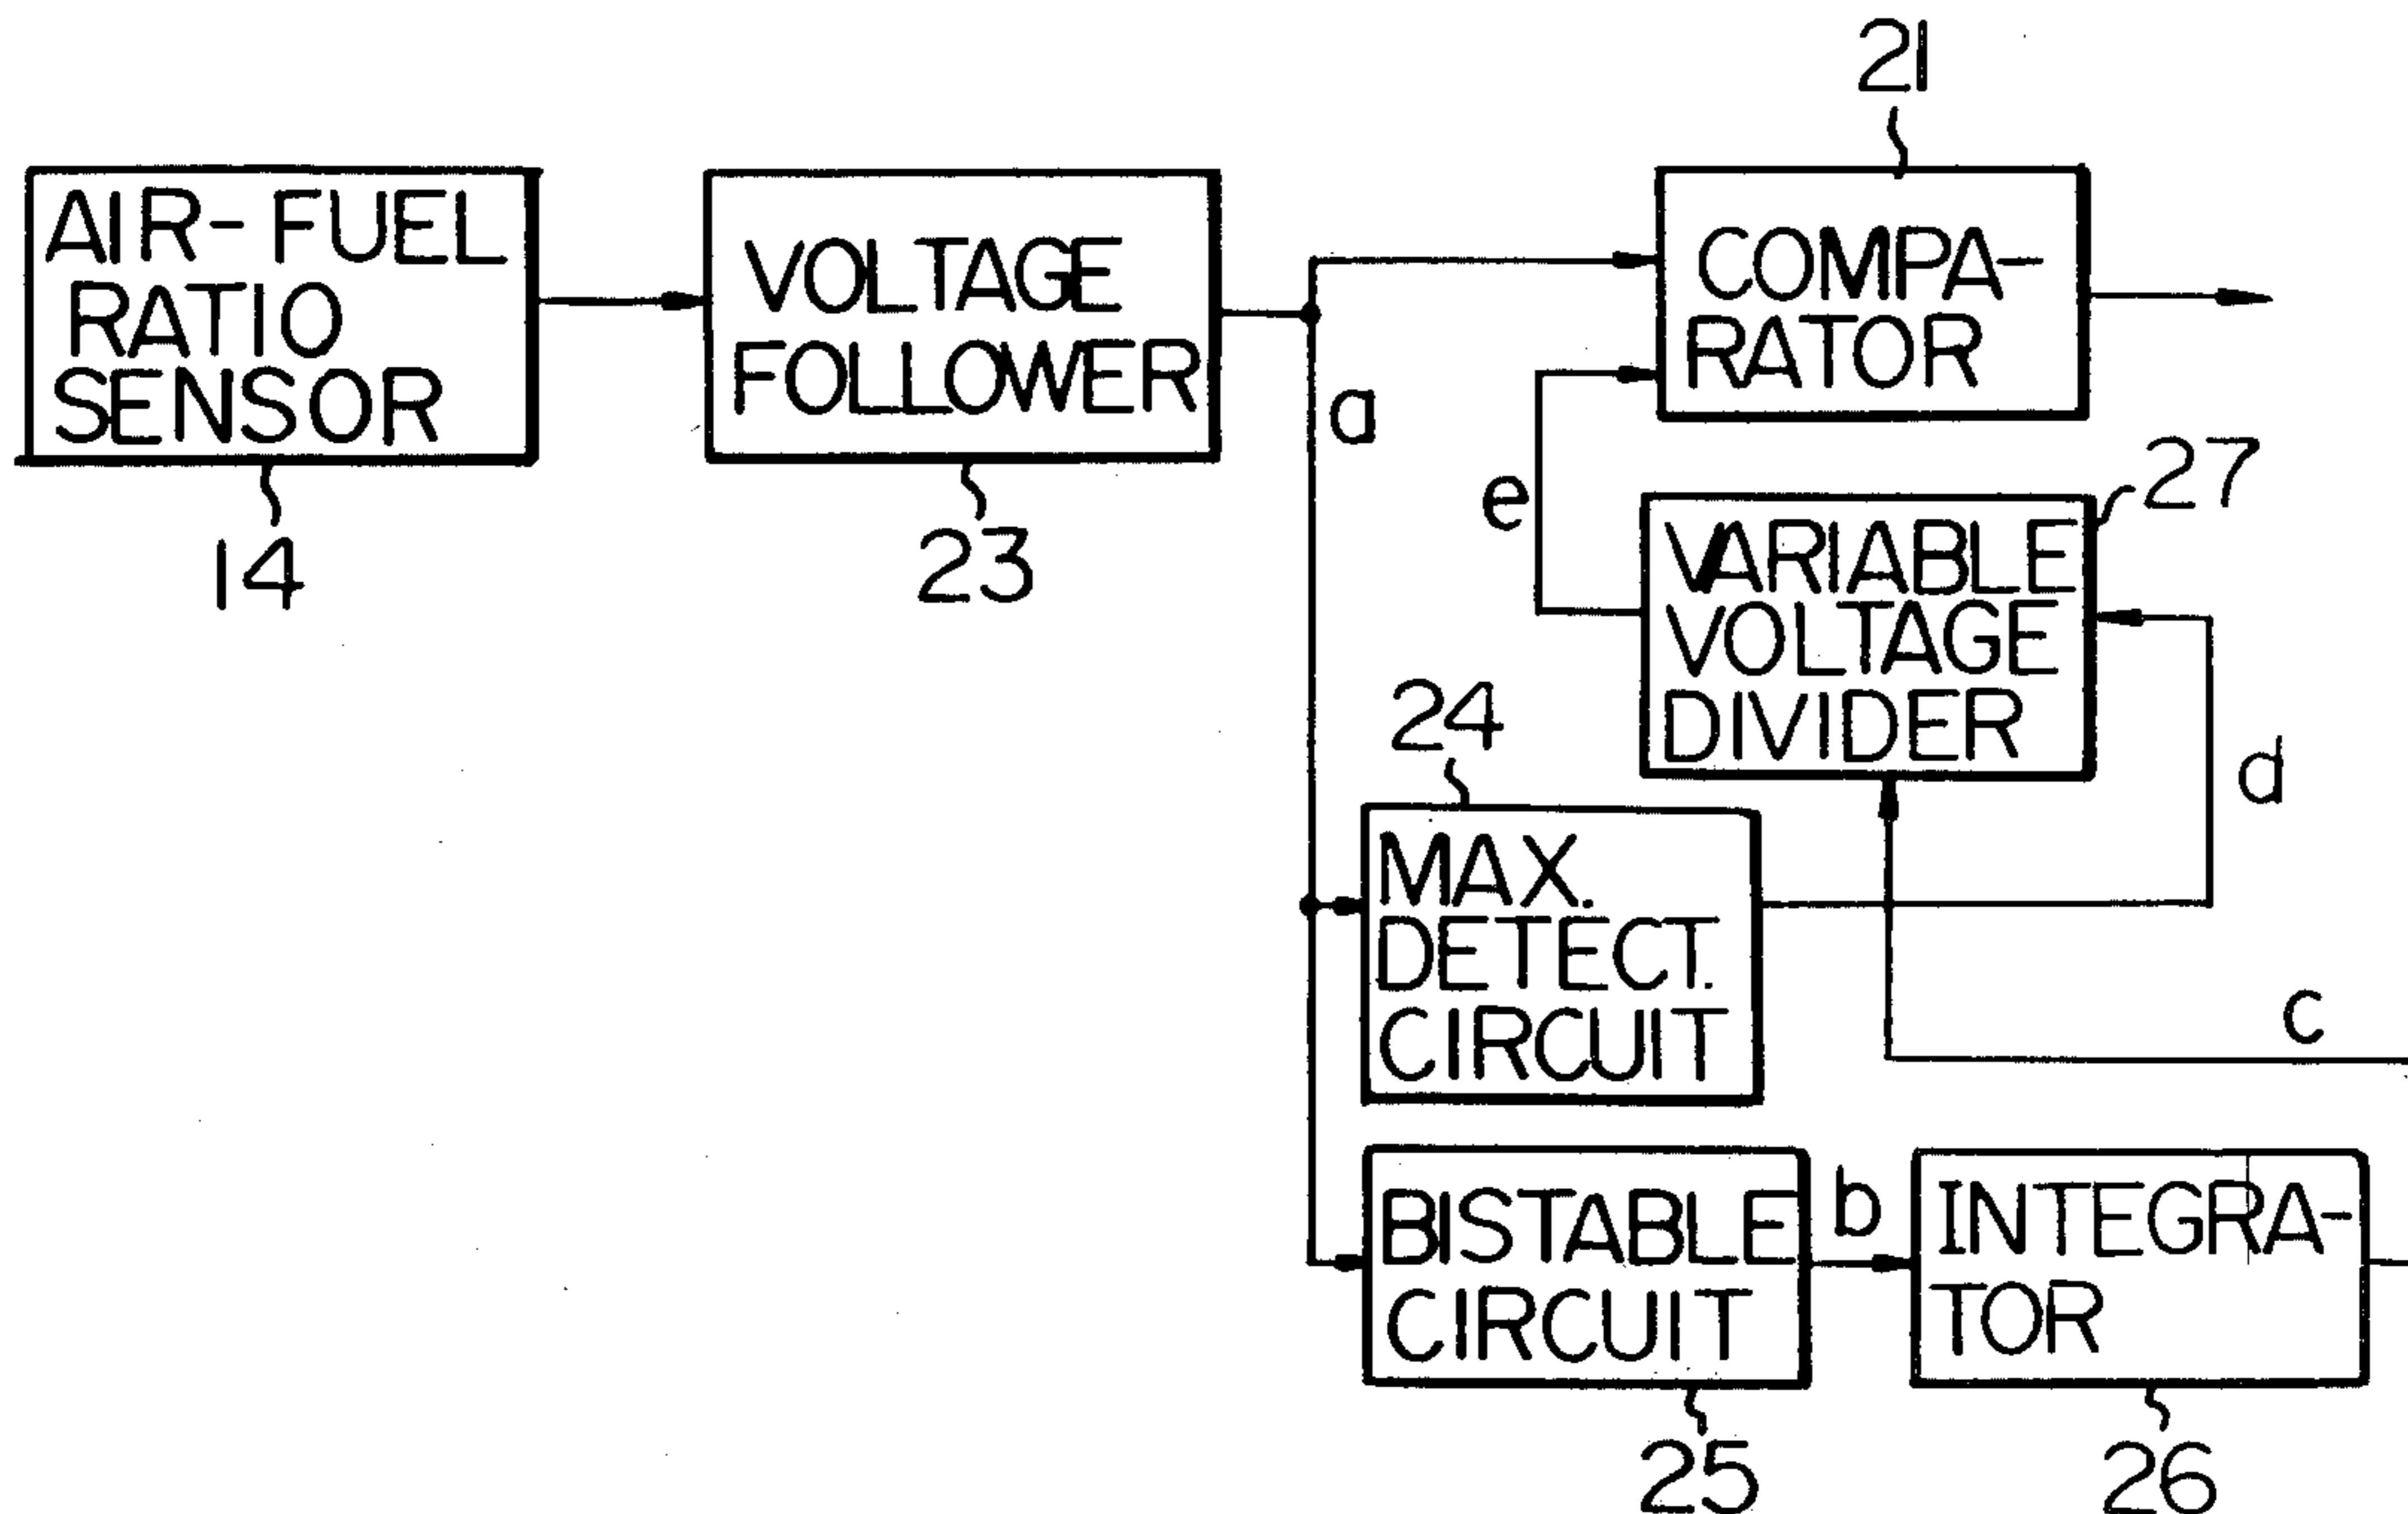 AIR-FUEL
RATIO
SENSOR
14
VOLTAGE
FOLLOWER
23
a
21
COMPA-
RATOR
e
27
VARIABLE
VOLTAGE
DIVIDER
d
24
MAX.
DETECT.
CIRCUIT
c
BISTABLE
CIRCUIT
25
b
INTEGRA-
TOR
26